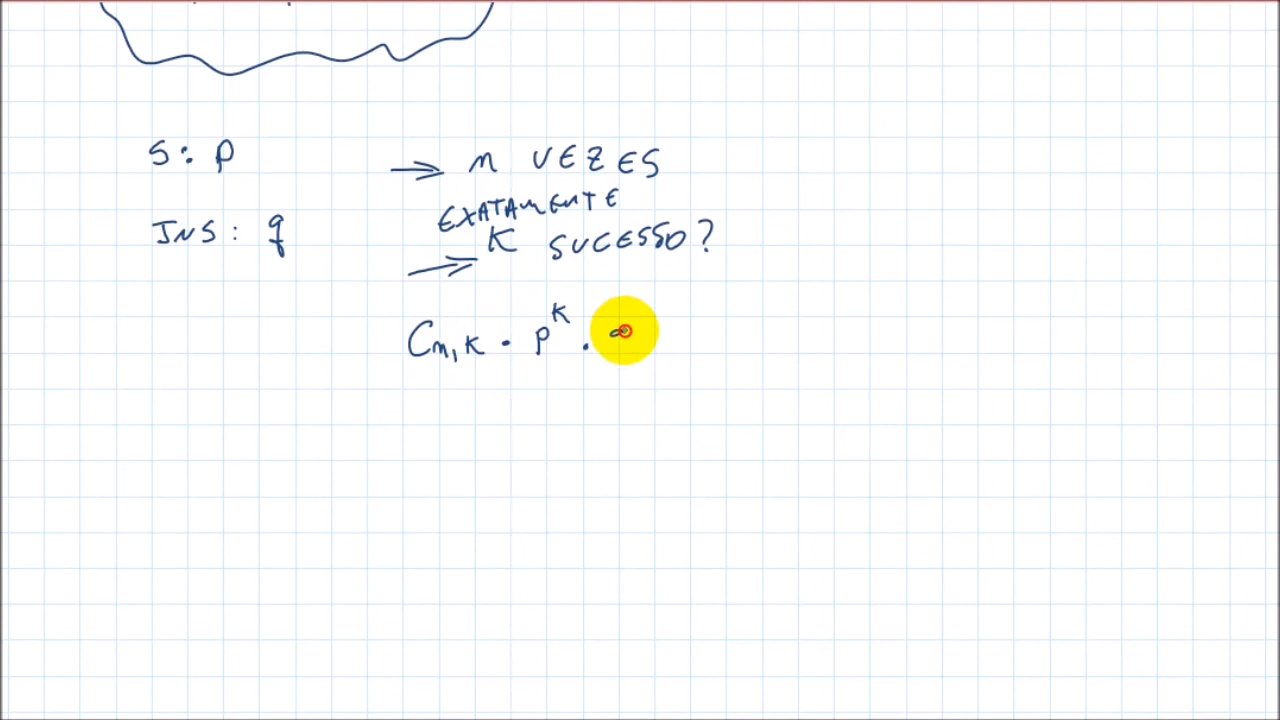 S: p
→ n VEZES
EXATAMENTE
INS: q
K SUCESSO?
→
Cn,K . p^K .